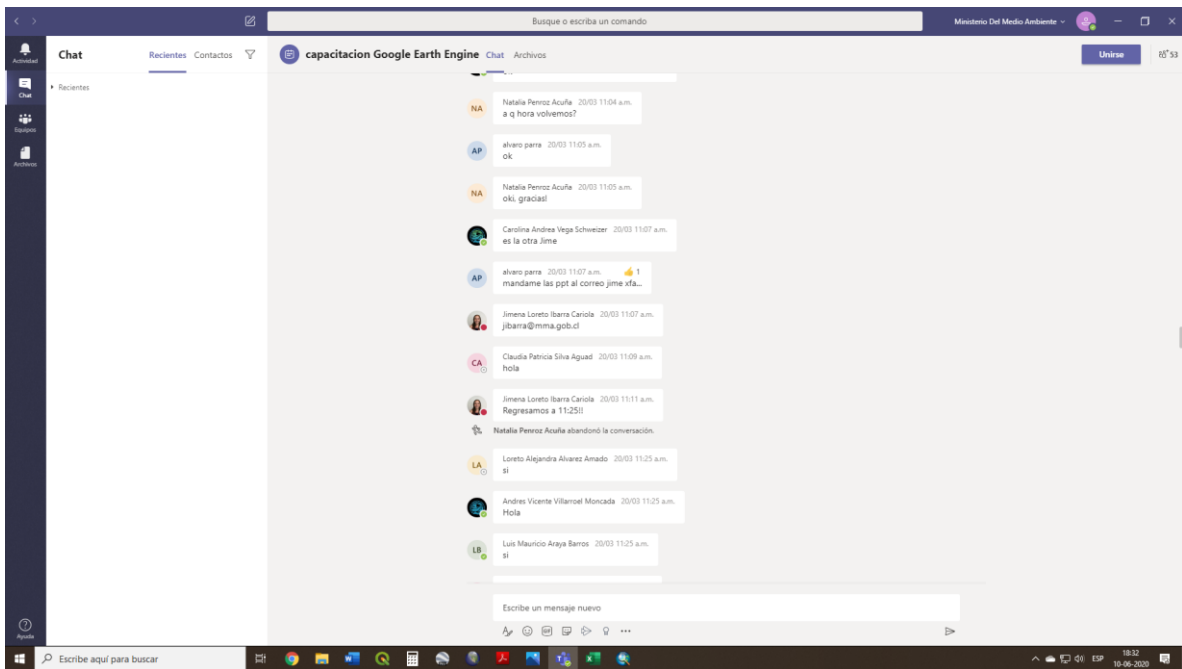 Busque o escriba un comando
Ministerio Del Medio Ambiente
Actividad
Chat
Equipos
Archivos
Ayuda
Chat
Recientes Contactos
Recientes
capacitacion Google Earth Engine Chat Archivos
Unirse
53
NA
Natalia Penroz Acuña 20/03 11:04 a.m.
a q hora volvemos?
AP
alvaro parra 20/03 11:05 a.m.
ok
NA
Natalia Penroz Acuña 20/03 11:05 a.m.
oki, gracias!
Carolina Andrea Vega Schweizer 20/03 11:07 a.m.
es la otra Jime
AP
alvaro parra 20/03 11:07 a.m. 👍 1
mandame las ppt al correo jime xfa...
Jimena Loreto Ibarra Cariola 20/03 11:07 a.m.
jibarra@mma.gob.cl
CA
Claudia Patricia Silva Aguad 20/03 11:09 a.m.
hola
Jimena Loreto Ibarra Cariola 20/03 11:11 a.m.
Regresamos a 11:25!!
Natalia Penroz Acuña abandonó la conversación.
LA
Loreto Alejandra Alvarez Amado 20/03 11:25 a.m.
si
Andres Vicente Villarroel Moncada 20/03 11:25 a.m.
Hola
LB
Luis Mauricio Araya Barros 20/03 11:25 a.m.
si
Escribe un mensaje nuevo
GIF
Escribe aquí para buscar
ESP
18:32
10-06-2020